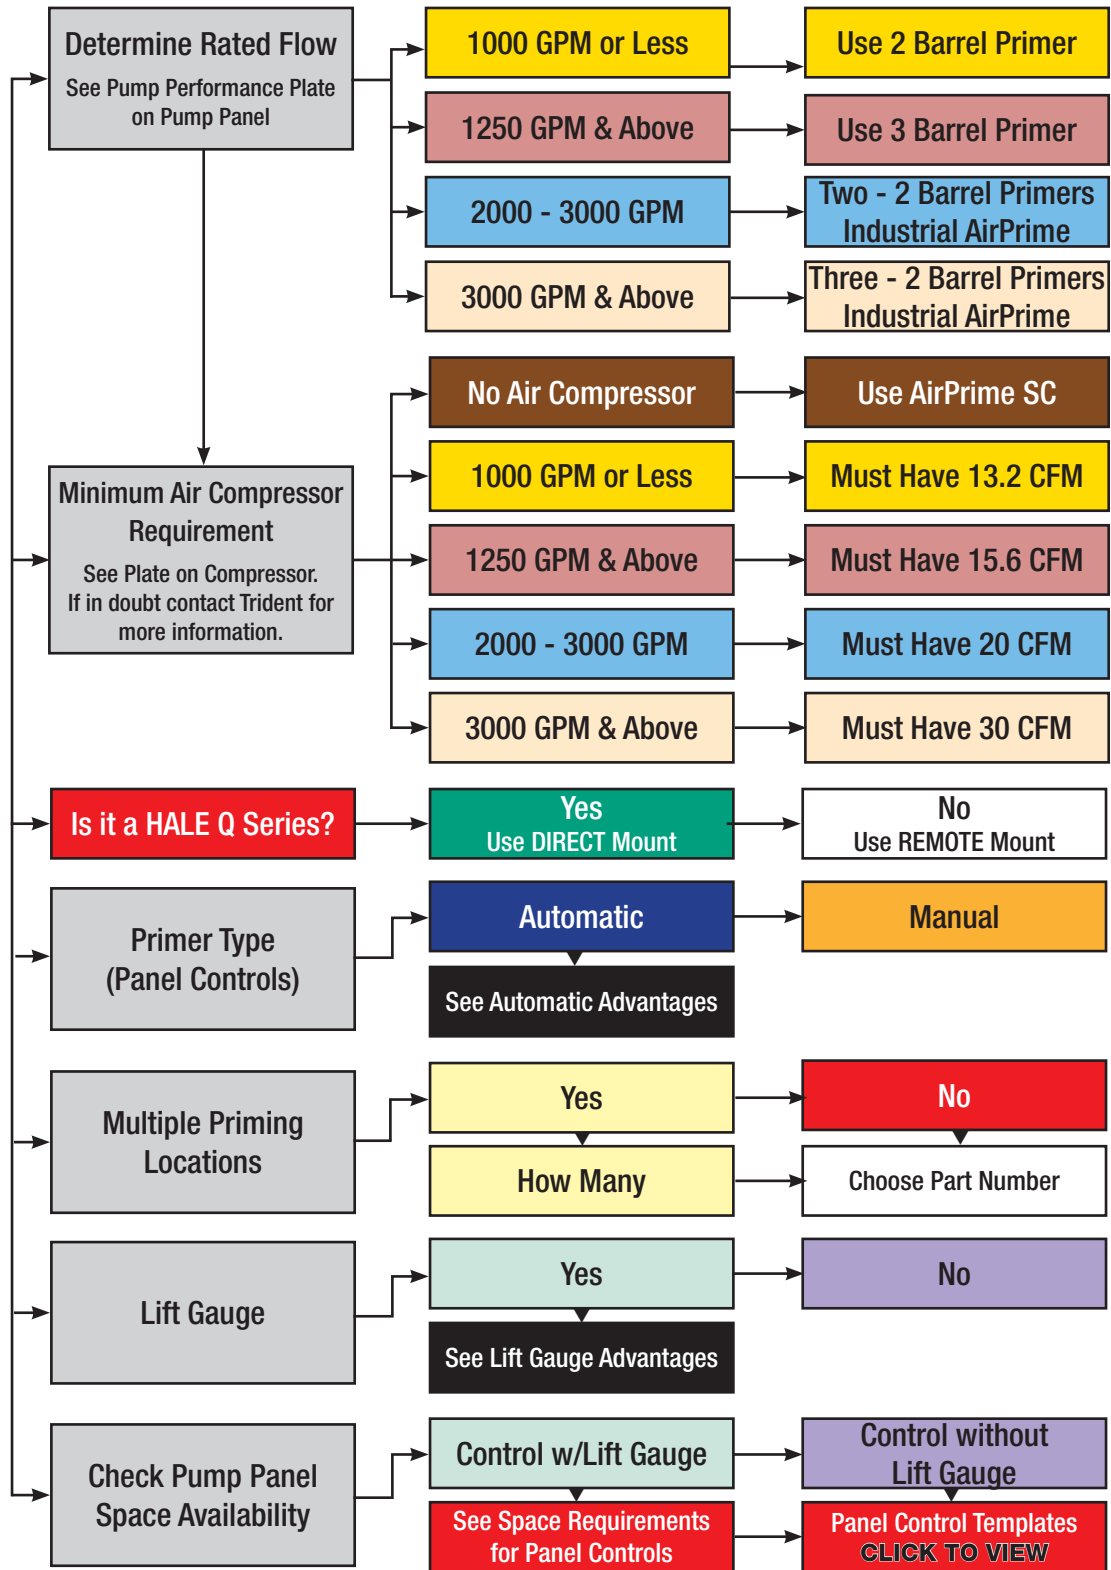 Determine Rated Flow
See Pump Performance Plate
on Pump Panel
1000 GPM or Less
Use 2 Barrel Primer
1250 GPM & Above
Use 3 Barrel Primer
2000 - 3000 GPM
Two - 2 Barrel Primers
Industrial AirPrime
3000 GPM & Above
Three - 2 Barrel Primers
Industrial AirPrime
Minimum Air Compressor
Requirement
See Plate on Compressor.
If in doubt contact Trident for
more information.
No Air Compressor
Use AirPrime SC
1000 GPM or Less
Must Have 13.2 CFM
1250 GPM & Above
Must Have 15.6 CFM
2000 - 3000 GPM
Must Have 20 CFM
3000 GPM & Above
Must Have 30 CFM
Is it a HALE Q Series?
Yes
Use DIRECT Mount
No
Use REMOTE Mount
Primer Type
(Panel Controls)
Automatic
Manual
See Automatic Advantages
Multiple Priming
Locations
Yes
No
How Many
Choose Part Number
Lift Gauge
Yes
No
See Lift Gauge Advantages
Check Pump Panel
Space Availability
Control w/Lift Gauge
Control without
Lift Gauge
See Space Requirements
for Panel Controls
Panel Control Templates
CLICK TO VIEW